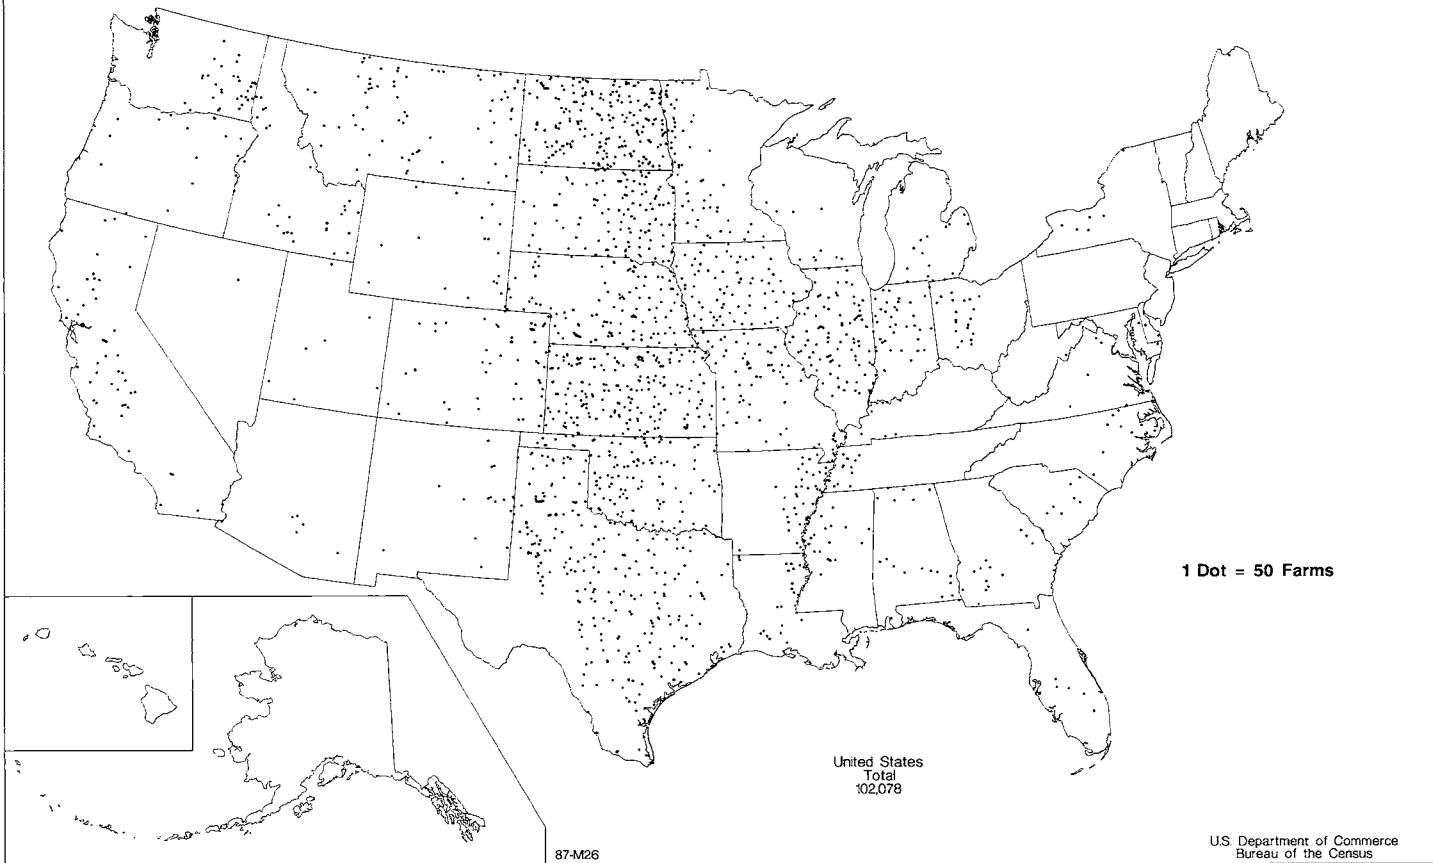 1 Dot = 50 Farms
United States
Total
102,078
87-M26
U.S. Department of Commerce
Bureau of the Census